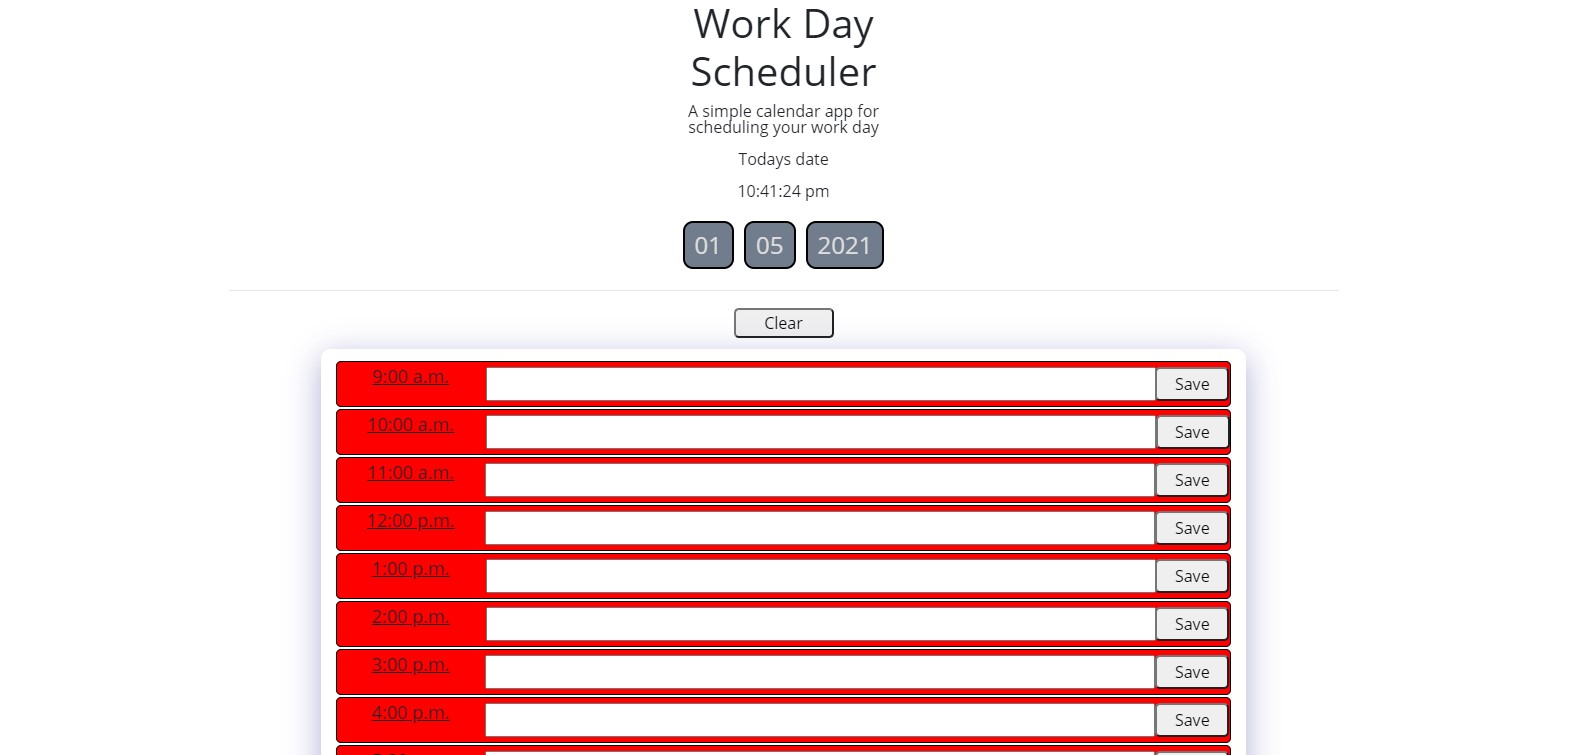 Work Day
Scheduler
A simple calendar app for
scheduling your work day
Todays date
10:41:24 pm
01 05 2021
Clear
9:00 a.m. Save
10:00 a.m. Save
11:00 a.m. Save
12:00 p.m. Save
1:00 p.m. Save
2:00 p.m. Save
3:00 p.m. Save
4:00 p.m. Save